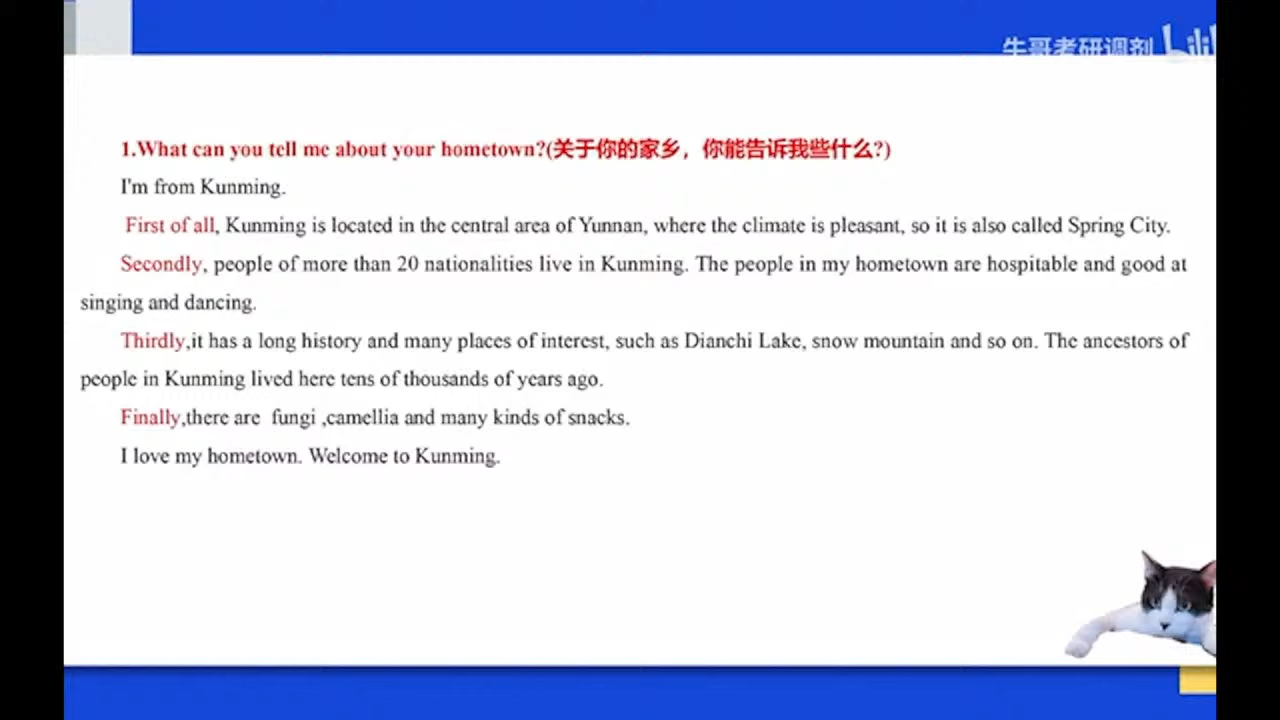 牛哥考研调剂 bili
1.What can you tell me about your hometown?(关于你的家乡，你能告诉我些什么?)
I'm from Kunming.
First of all, Kunming is located in the central area of Yunnan, where the climate is pleasant, so it is also called Spring City.
Secondly, people of more than 20 nationalities live in Kunming. The people in my hometown are hospitable and good at
singing and dancing.
Thirdly,it has a long history and many places of interest, such as Dianchi Lake, snow mountain and so on. The ancestors of
people in Kunming lived here tens of thousands of years ago.
Finally,there are fungi ,camellia and many kinds of snacks.
I love my hometown. Welcome to Kunming.